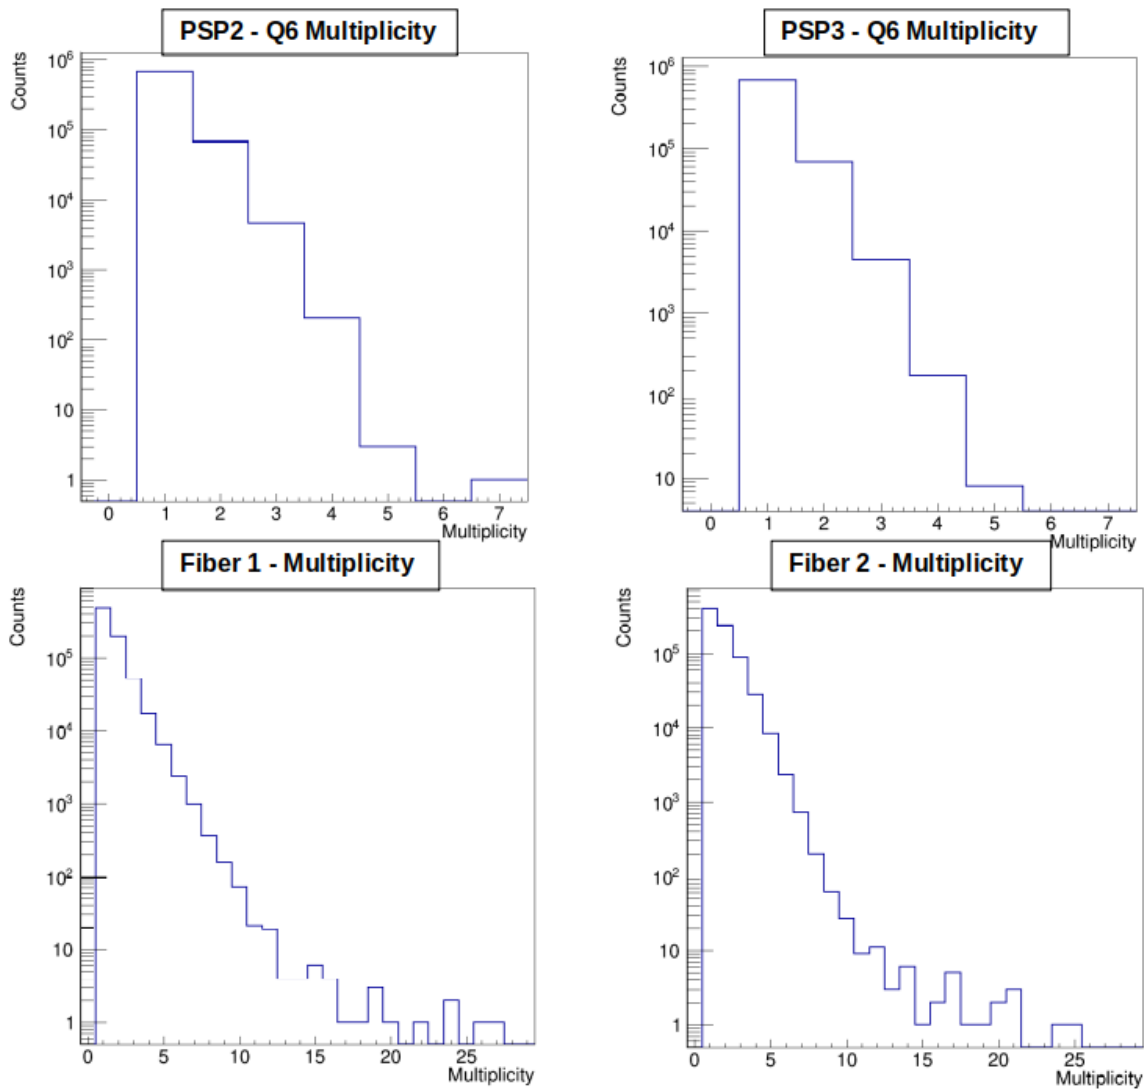 PSP2 - Q6 Multiplicity
Counts
10⁶
10⁵
10⁴
10³
10²
10
1
0 1 2 3 4 5 6 7
Multiplicity
PSP3 - Q6 Multiplicity
Counts
10⁶
10⁵
10⁴
10³
10²
10
0 1 2 3 4 5 6 7
Multiplicity
Fiber 1 - Multiplicity
Counts
10⁵
10⁴
10³
10²
10
1
0 5 10 15 20 25
Multiplicity
Fiber 2 - Multiplicity
Counts
10⁵
10⁴
10³
10²
10
1
0 5 10 15 20 25
Multiplicity